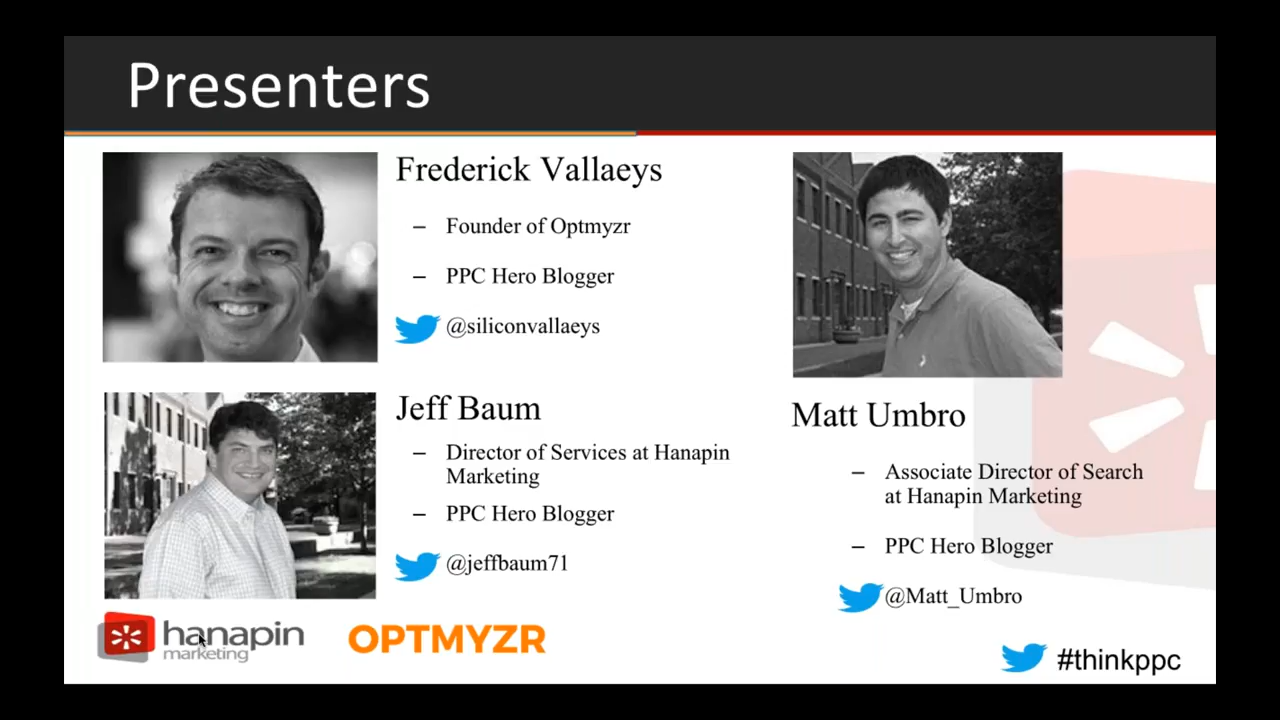 Presenters
Frederick Vallaeys
– Founder of Optmyzr
– PPC Hero Blogger
@siliconvallaeys
Jeff Baum
– Director of Services at Hanapin
Marketing
– PPC Hero Blogger
@jeffbaum71
Matt Umbro
– Associate Director of Search
at Hanapin Marketing
– PPC Hero Blogger
@Matt_Umbro
hanapin
marketing
OPTMYZR
#thinkppc